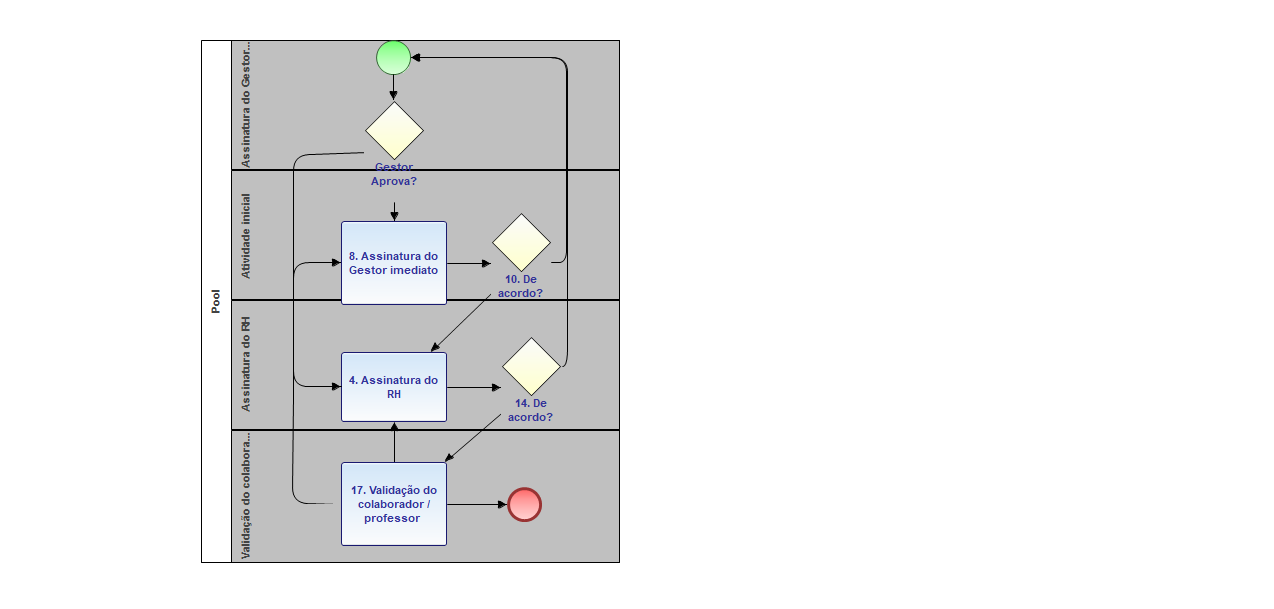 Pool
Assinatura do Gestor...
Gestor
Aprova?
Atividade inicial
8. Assinatura do
Gestor imediato
10. De
acordo?
Assinatura do RH
4. Assinatura do
RH
14. De
acordo?
Validação do colabora...
17. Validação do
colaborador /
professor